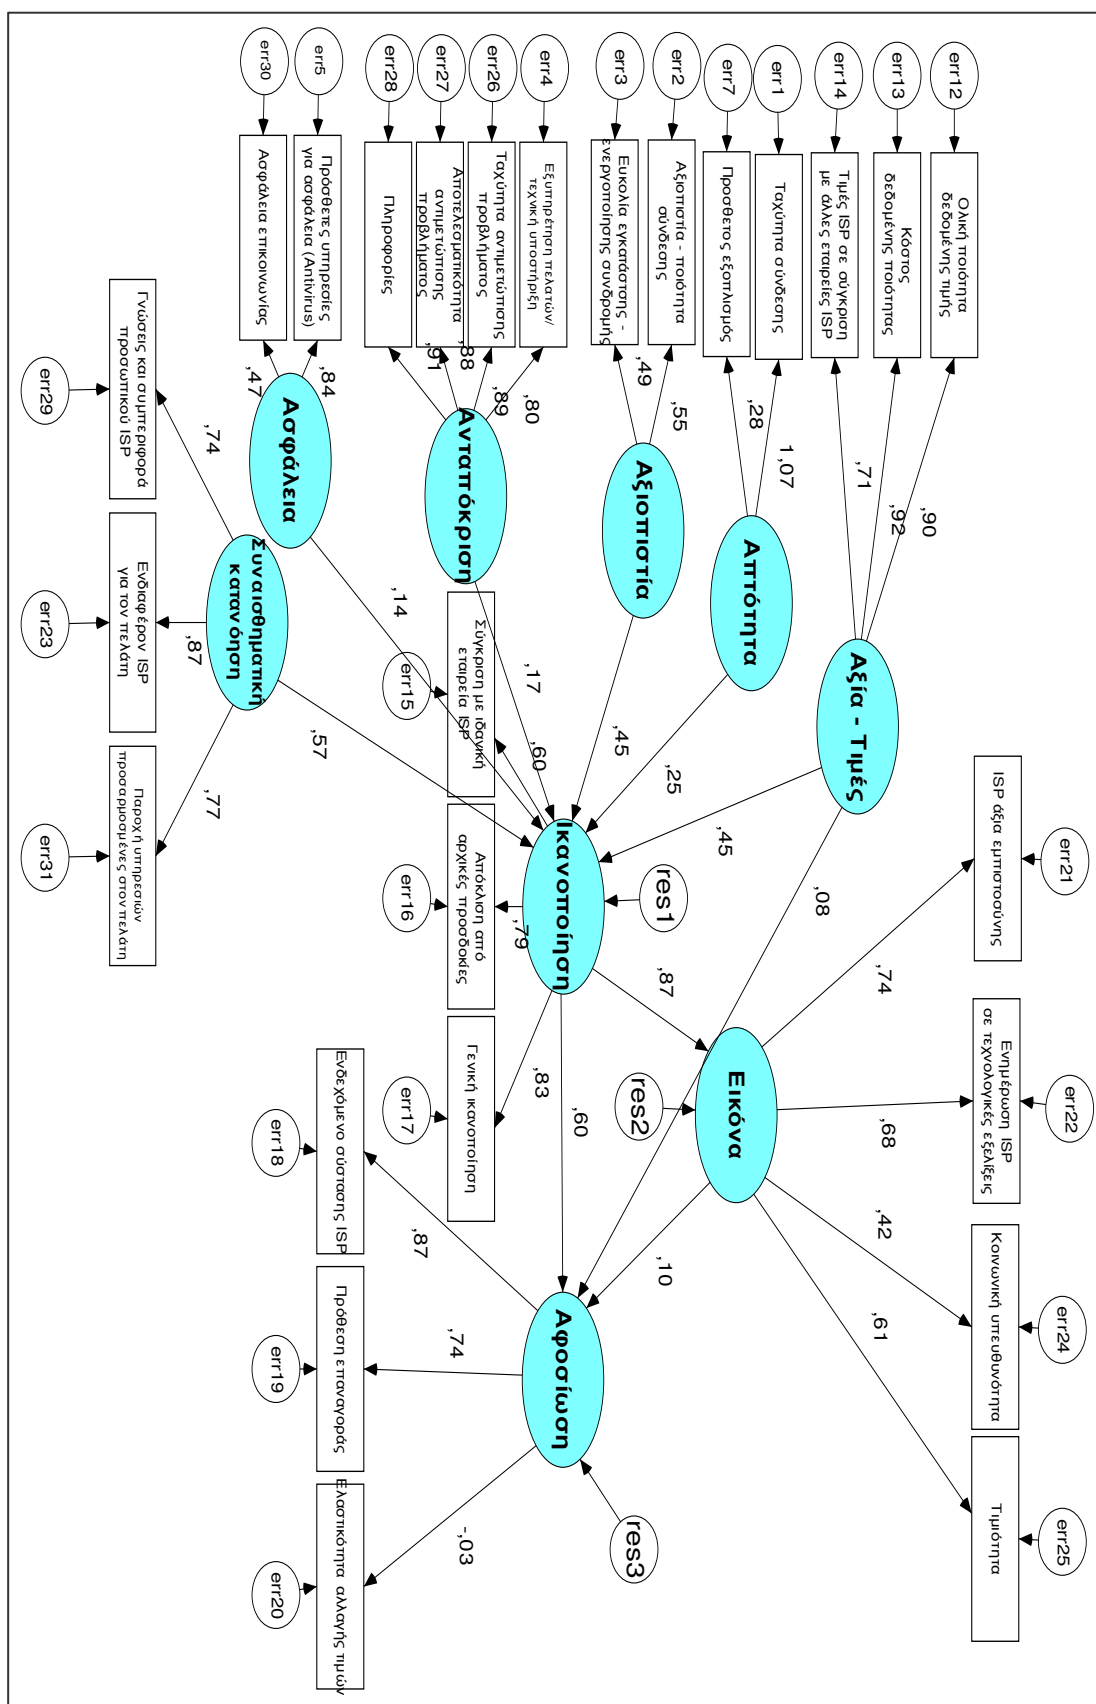 err12
Ολική ποιότητα
δεδομένης τιμής
err13
Κόστος
δεδομένης ποιότητας
err14
Τιμές ISP σε σύγκριση
με άλλες εταιρείες ISP
,90
,92
,71
Αξία - Τιμές
err1
Ταχύτητα σύνδεσης
err7
Προσθετος εξοπλισμός
1,07
,28
Απτότητα
err2
Αξιοπιστία - ποιότητα
σύνδεσης
err3
Ευκολία εγκατάστσης -
ενεργοποίησης συνδρομής
,55
,49
Αξιοπιστία
err4
Εξυπηρέτηση πελατών/
τεχνική υποστήριξη
err26
Ταχύτητα αντιμετώπισης
προβλήματος
err27
Αποτελεσματικότητα
αντιμετώπισης
προβλήματος
err28
Πληροφορίες
,80
,89
,88
,91
Ανταπόκριση
err5
Πρόσθετες υπηρεσίες
για ασφάλεια (Antivirus)
err30
Ασφάλεια επικοινωνίας
,84
,47
Ασφάλεια
Συναισθηματική
κατανόηση
,74
,87
,77
Γνώσεις και συμπεριφορά
προσωπικού ISP
err29
Ενδιαφέρον ISP
για τον πελάτη
err23
Παροχή υπηρεσιών
προσαρμοσμένες στον πελάτη
err31
,45
,08
,25
,45
,17
,14
,57
Ικανοποίηση
res1
,60
,79
,83
Σύγκριση με ιδανική
εταιρεία ISP
err15
Απόκλιση από
αρχικές προσδοκίες
err16
Γενική ικανοποίηση
err17
,87
,60
err21
ISP άξια εμπιστοσύνης
err22
Ενημέρωση ISP
σε τεχνολογικές εξελίξεις
err24
Κοινωνική υπευθυνότητα
err25
Τιμιότητα
,74
,68
,42
,61
Εικόνα
res2
,10
Αφοσίωση
res3
,87
,74
-,03
Ενδεχόμενο σύστασης ISP
err18
Πρόθεση επαναγοράς
err19
Ελαστικότητα αλλαγής τιμών
err20